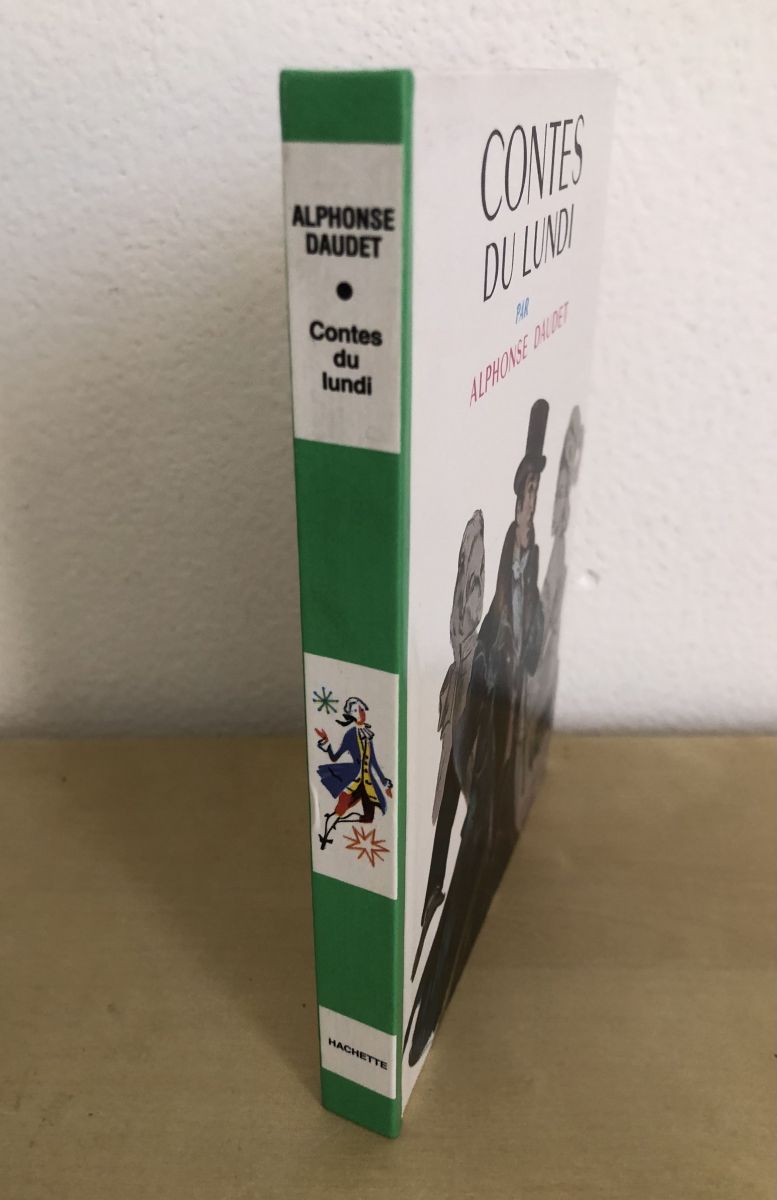 ALPHONSE
DAUDET
Contes
du
lundi
HACHETTE
CONTES
DU LUNDI
PAR
ALPHONSE DAUDET